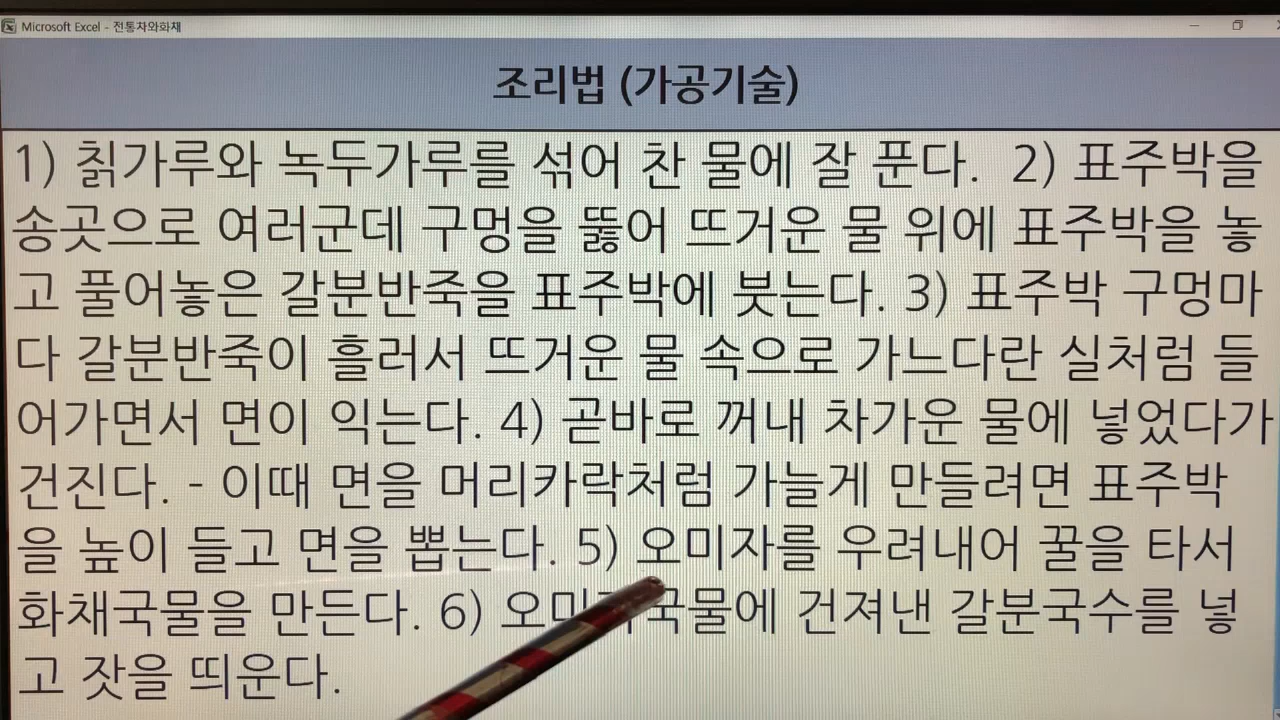 Microsoft Excel - 전통차와화채
조리법 (가공기술)
1) 칡가루와 녹두가루를 섞어 찬 물에 잘 푼다. 2) 표주박을
송곳으로 여러군데 구멍을 뚫어 뜨거운 물 위에 표주박을 놓
고 풀어놓은 갈분반죽을 표주박에 붓는다. 3) 표주박 구멍마
다 갈분반죽이 흘러서 뜨거운 물 속으로 가느다란 실처럼 들
어가면서 면이 익는다. 4) 곧바로 꺼내 차가운 물에 넣었다가
건진다. - 이때 면을 머리카락처럼 가늘게 만들려면 표주박
을 높이 들고 면을 뽑는다. 5) 오미자를 우려내어 꿀을 타서
화채국물을 만든다. 6) 건져낸 갈분국수를 넣
고 잣을 띄운다.